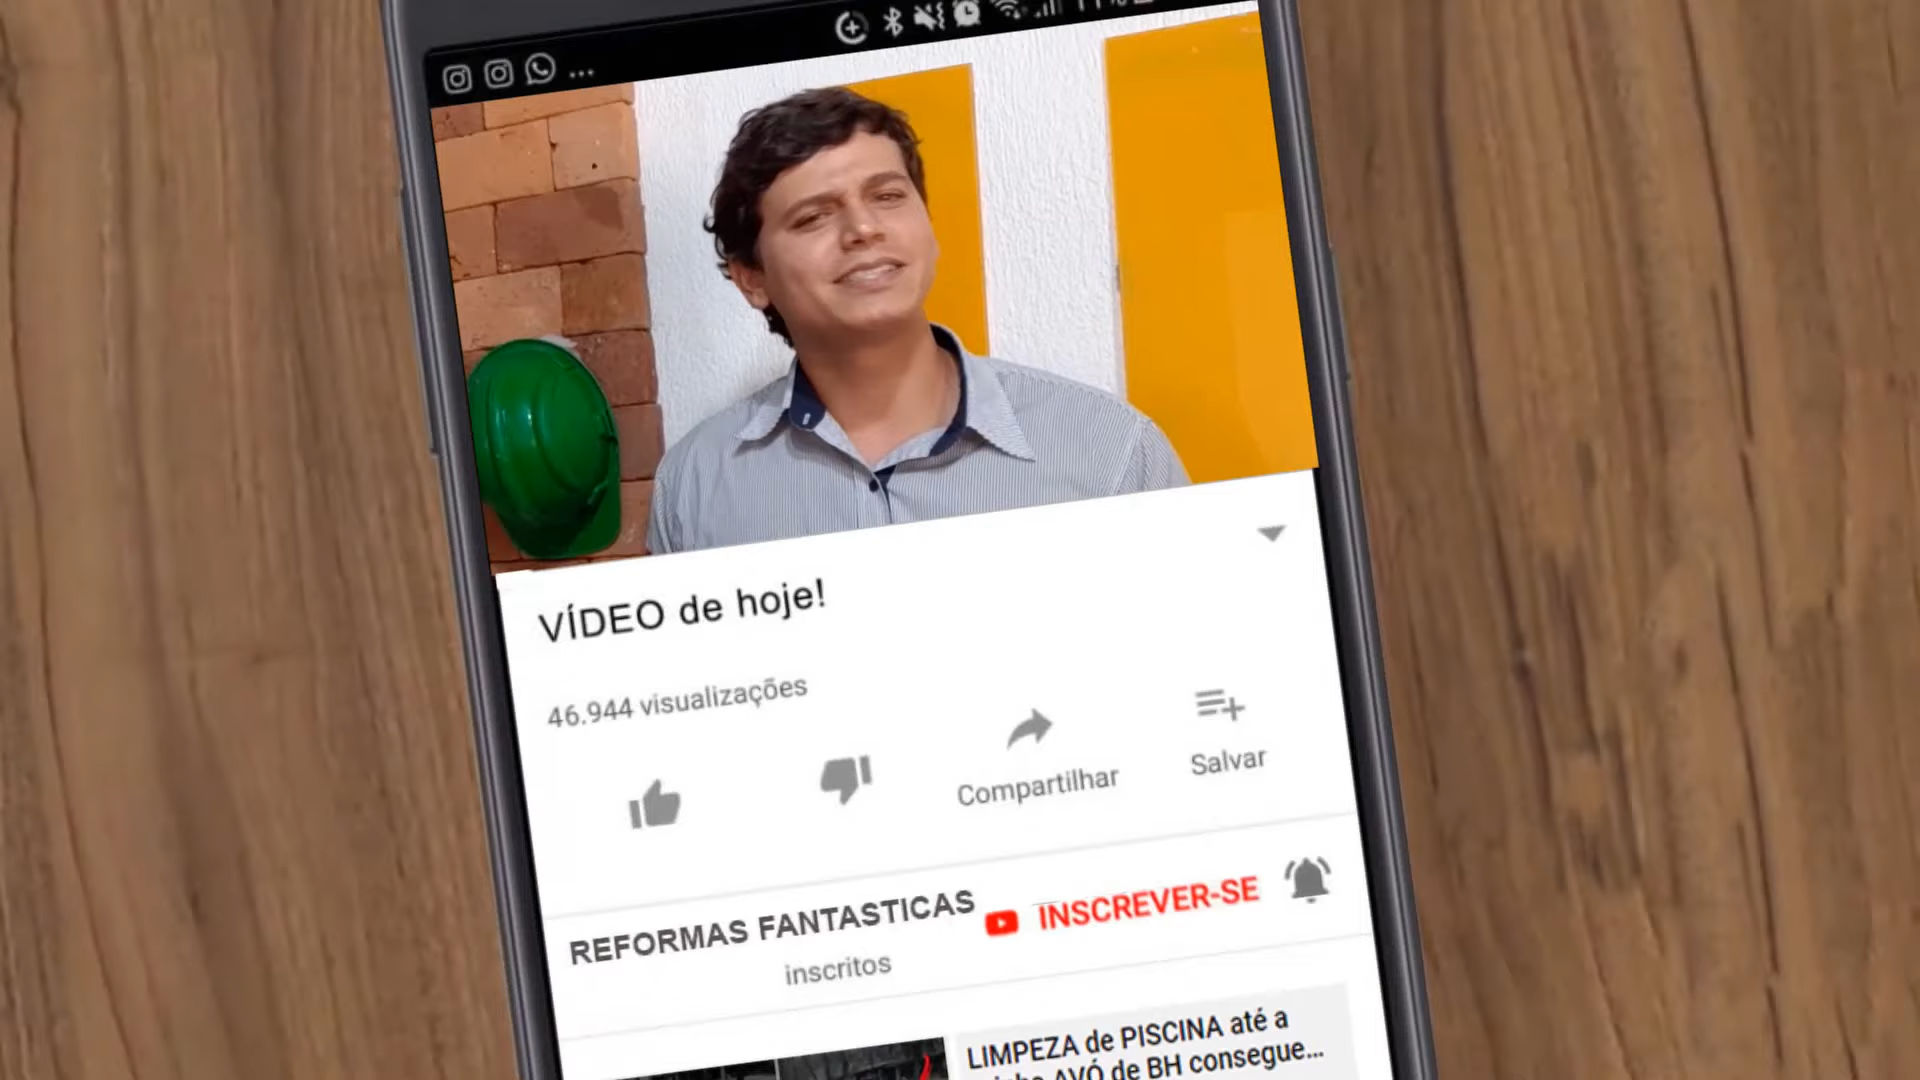 VÍDEO de hoje!
46.944 visualizações
Compartilhar
Salvar
REFORMAS FANTASTICAS
INSCREVER-SE
inscritos
LIMPEZA de PISCINA até a
AVÓ de BH consegue...